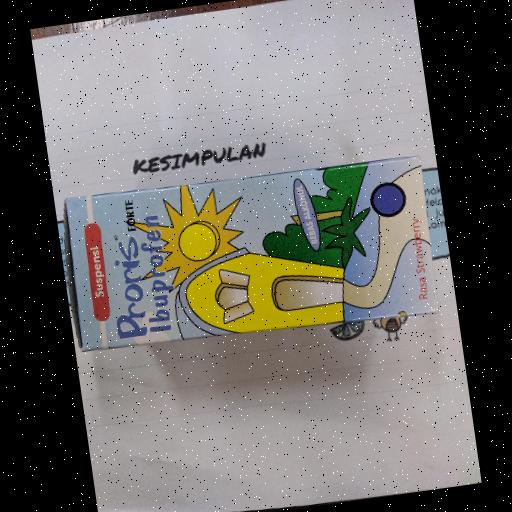 KESIMPULAN
Suspensi
Proris® FORTE
Ibuprofen
Rasa Strawberry